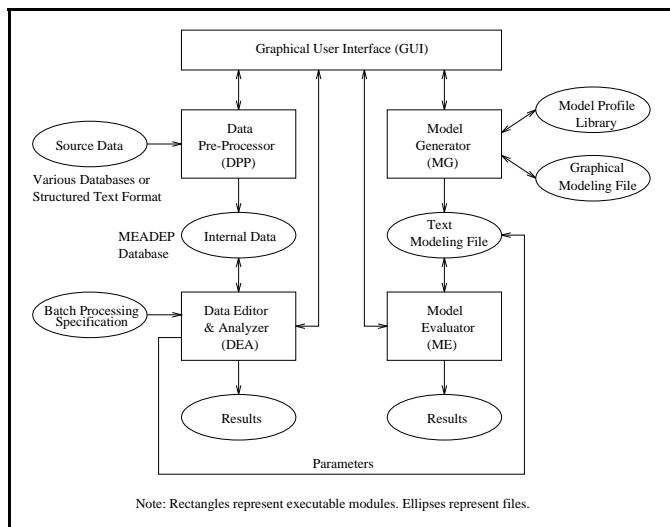 Graphical User Interface (GUI)
Data
Pre-Processor
(DPP)
Model
Generator
(MG)
Model Profile
Library
Source Data
Graphical
Modeling File
Various Databases or
Structured Text Format
MEADEP
Database
Internal Data
Text
Modeling File
Batch Processing
Specification
Data Editor
& Analyzer
(DEA)
Model
Evaluator
(ME)
Results
Results
Parameters
Note: Rectangles represent executable modules. Ellipses represent files.